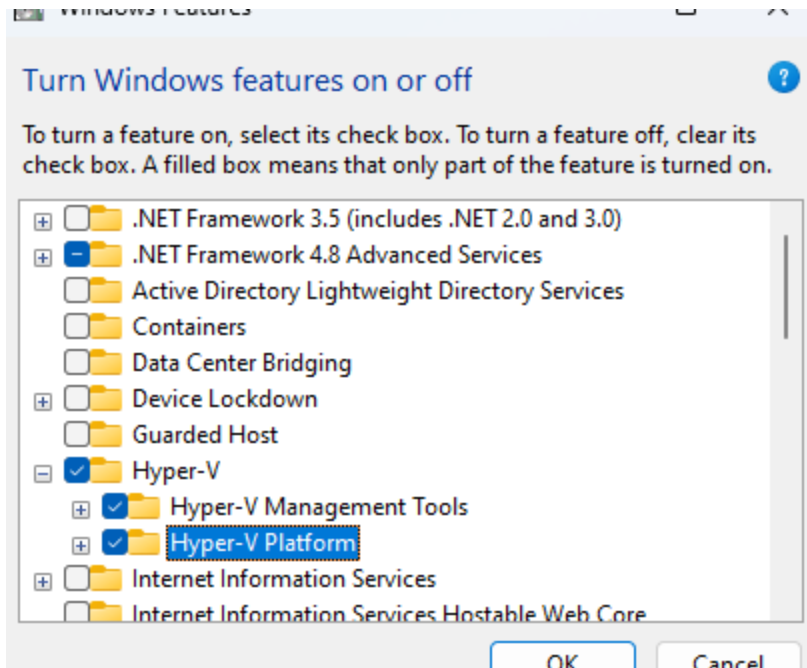 Windows Features
Turn Windows features on or off
?
To turn a feature on, select its check box. To turn a feature off, clear its
check box. A filled box means that only part of the feature is turned on.
.NET Framework 3.5 (includes .NET 2.0 and 3.0)
.NET Framework 4.8 Advanced Services
Active Directory Lightweight Directory Services
Containers
Data Center Bridging
Device Lockdown
Guarded Host
Hyper-V
Hyper-V Management Tools
Hyper-V Platform
Internet Information Services
Internet Information Services Hostable Web Core
OK
Cancel